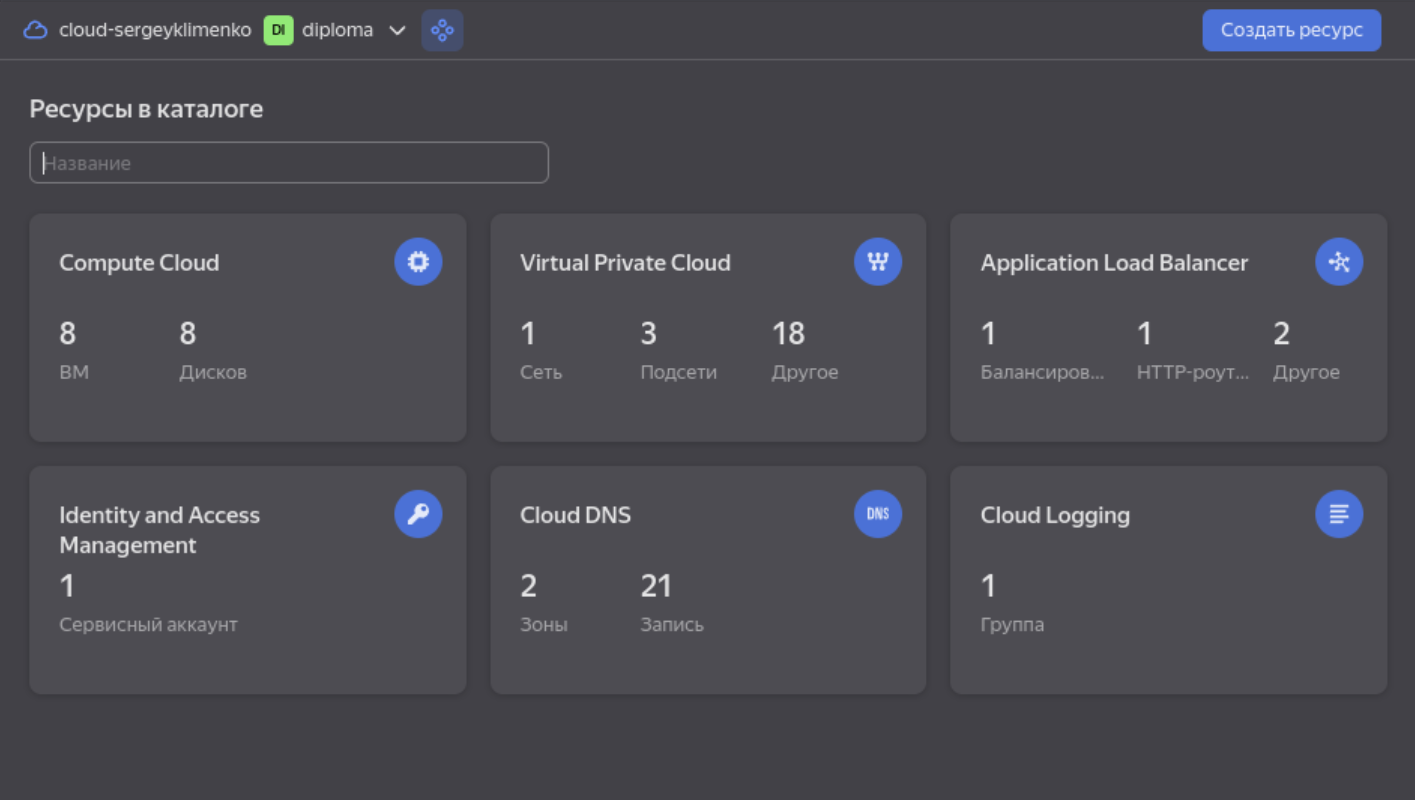 cloud-sergeyklimenko DI diploma
Создать ресурс
Ресурсы в каталоге
Название
Compute Cloud
8 8
ВМ Дисков
Virtual Private Cloud
1 3 18
Сеть Подсети Другое
Application Load Balancer
1 1 2
Балансиров... HTTP-роут... Другое
Identity and Access
Management
1
Сервисный аккаунт
Cloud DNS
DNS
2 21
Зоны Запись
Cloud Logging
1
Группа